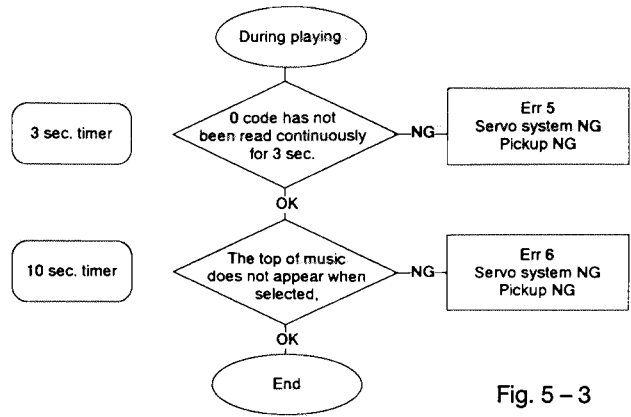 During playing
3 sec. timer
0 code has not
been read continuously
for 3 sec.
NG
Err 5
Servo system NG
Pickup NG
OK
10 sec. timer
The top of music
does not appear when
selected,
NG
Err 6
Servo system NG
Pickup NG
OK
End
Fig. 5 – 3